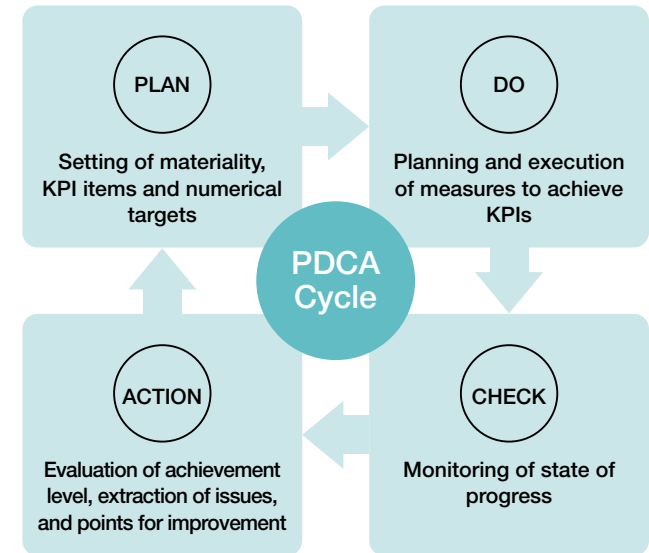 PLAN
Setting of materiality,
KPI items and numerical
targets
DO
Planning and execution
of measures to achieve
KPIs
PDCA
Cycle
ACTION
Evaluation of achievement
level, extraction of issues,
and points for improvement
CHECK
Monitoring of state of
progress